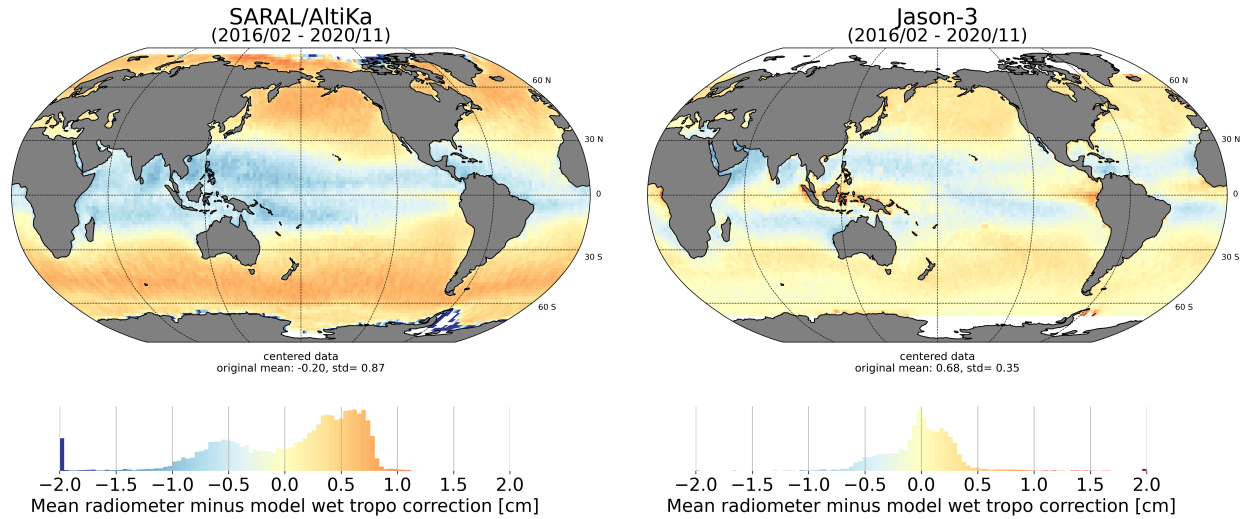 SARAL/AltiKa
(2016/02 - 2020/11)
60 N
30 N
0
30 S
60 S
centered data
original mean: -0.20, std= 0.87
−2.0 −1.5 −1.0 −0.5 0.0 0.5 1.0 1.5 2.0
Mean radiometer minus model wet tropo correction [cm]
Jason-3
(2016/02 - 2020/11)
60 N
30 N
0
30 S
60 S
centered data
original mean: 0.68, std= 0.35
−2.0 −1.5 −1.0 −0.5 0.0 0.5 1.0 1.5 2.0
Mean radiometer minus model wet tropo correction [cm]